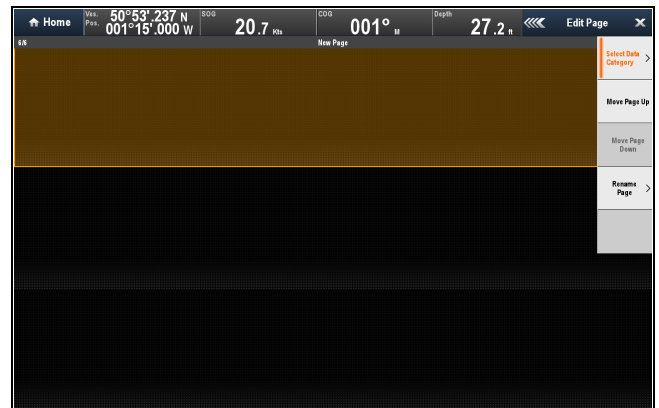 Home
Ves. Pos. 50°53'.237 N 001°15'.000 W
SOG 20.7 Kts
COG 001° M
Depth 27.2 ft
Edit Page X
6/6
New Page
Select Data
Category
Move Page Up
Move Page
Down
Rename
Page